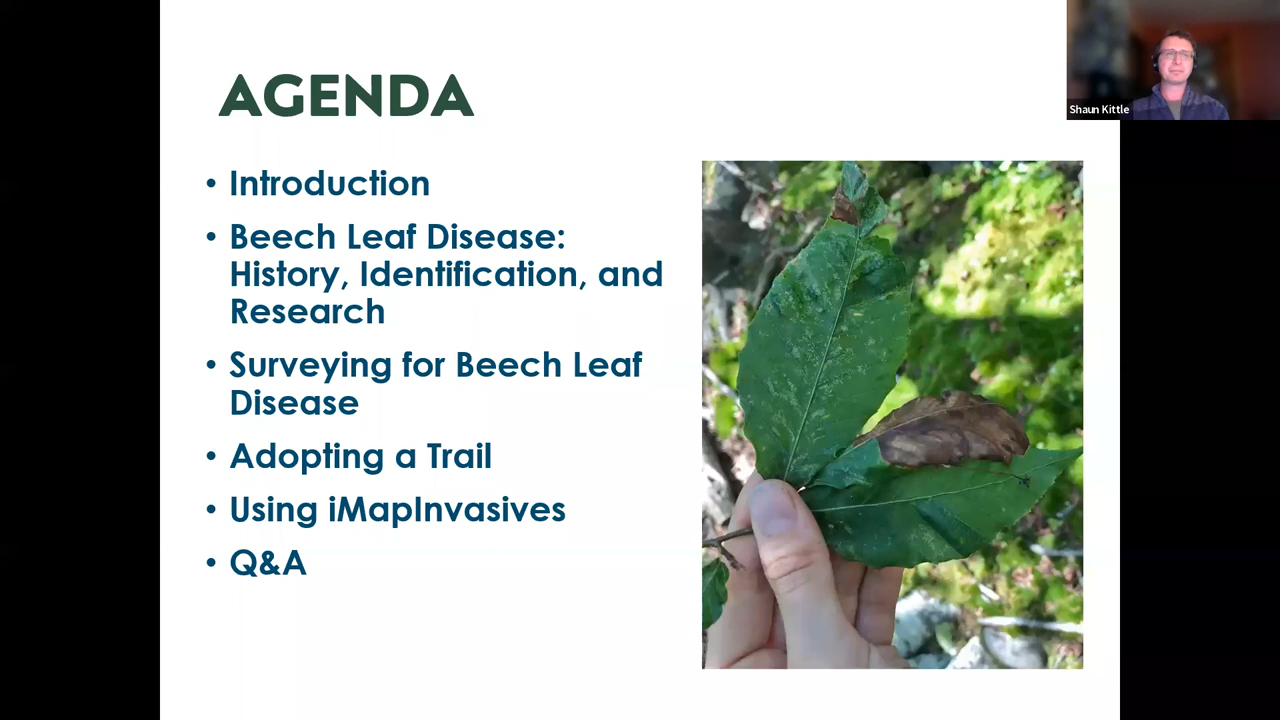 AGENDA
Shaun Kittle
• Introduction
• Beech Leaf Disease:
History, Identification, and
Research
• Surveying for Beech Leaf
Disease
• Adopting a Trail
• Using iMapInvasives
• Q&A